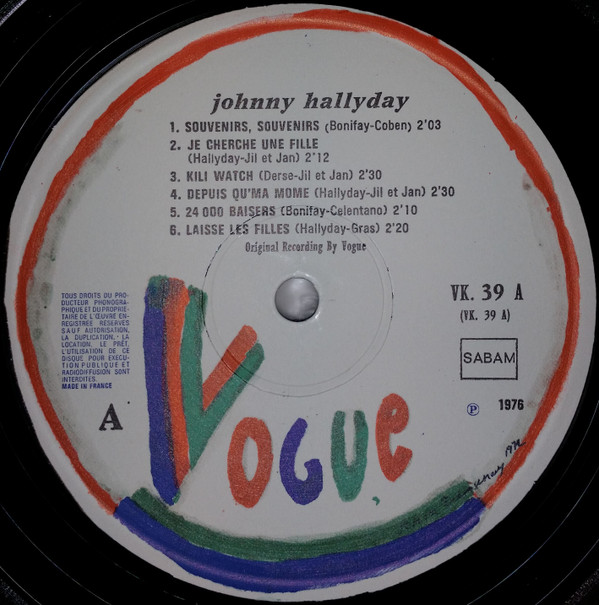 johnny hallyday
1. SOUVENIRS, SOUVENIRS (Bonifay-Coben) 2'03
2. JE CHERCHE UNE FILLE
(Hallyday-Jil et Jan) 2'12
3. KILI WATCH (Derse-Jil et Jan) 2'30
4. DEPUIS QU'MA MOME (Hallyday-Jil et Jan) 2'30
5. 24 000 BAISERS (Bonifay-Celentano) 2'10
6. LAISSE LES FILLES (Hallyday-Gras) 2'20
Original Recording By Vogue
VK. 39 A
(VK. 39 A)
SABAM
℗ 1976
TOUS DROITS DU PRO-
DUCTEUR PHONOGRA-
PHIQUE ET DU PROPRIE-
TAIRE DE L'ŒUVRE EN-
REGISTREE RESERVES
SAUF AUTORISATION,
LA DUPLICATION, LA
LOCATION, LE PRÊT,
L'UTILISATION DE CE
DISQUE POUR EXECU-
TION PUBLIQUE ET
RADIODIFFUSION SONT
INTERDITES.
MADE IN FRANCE
A
VOGUE